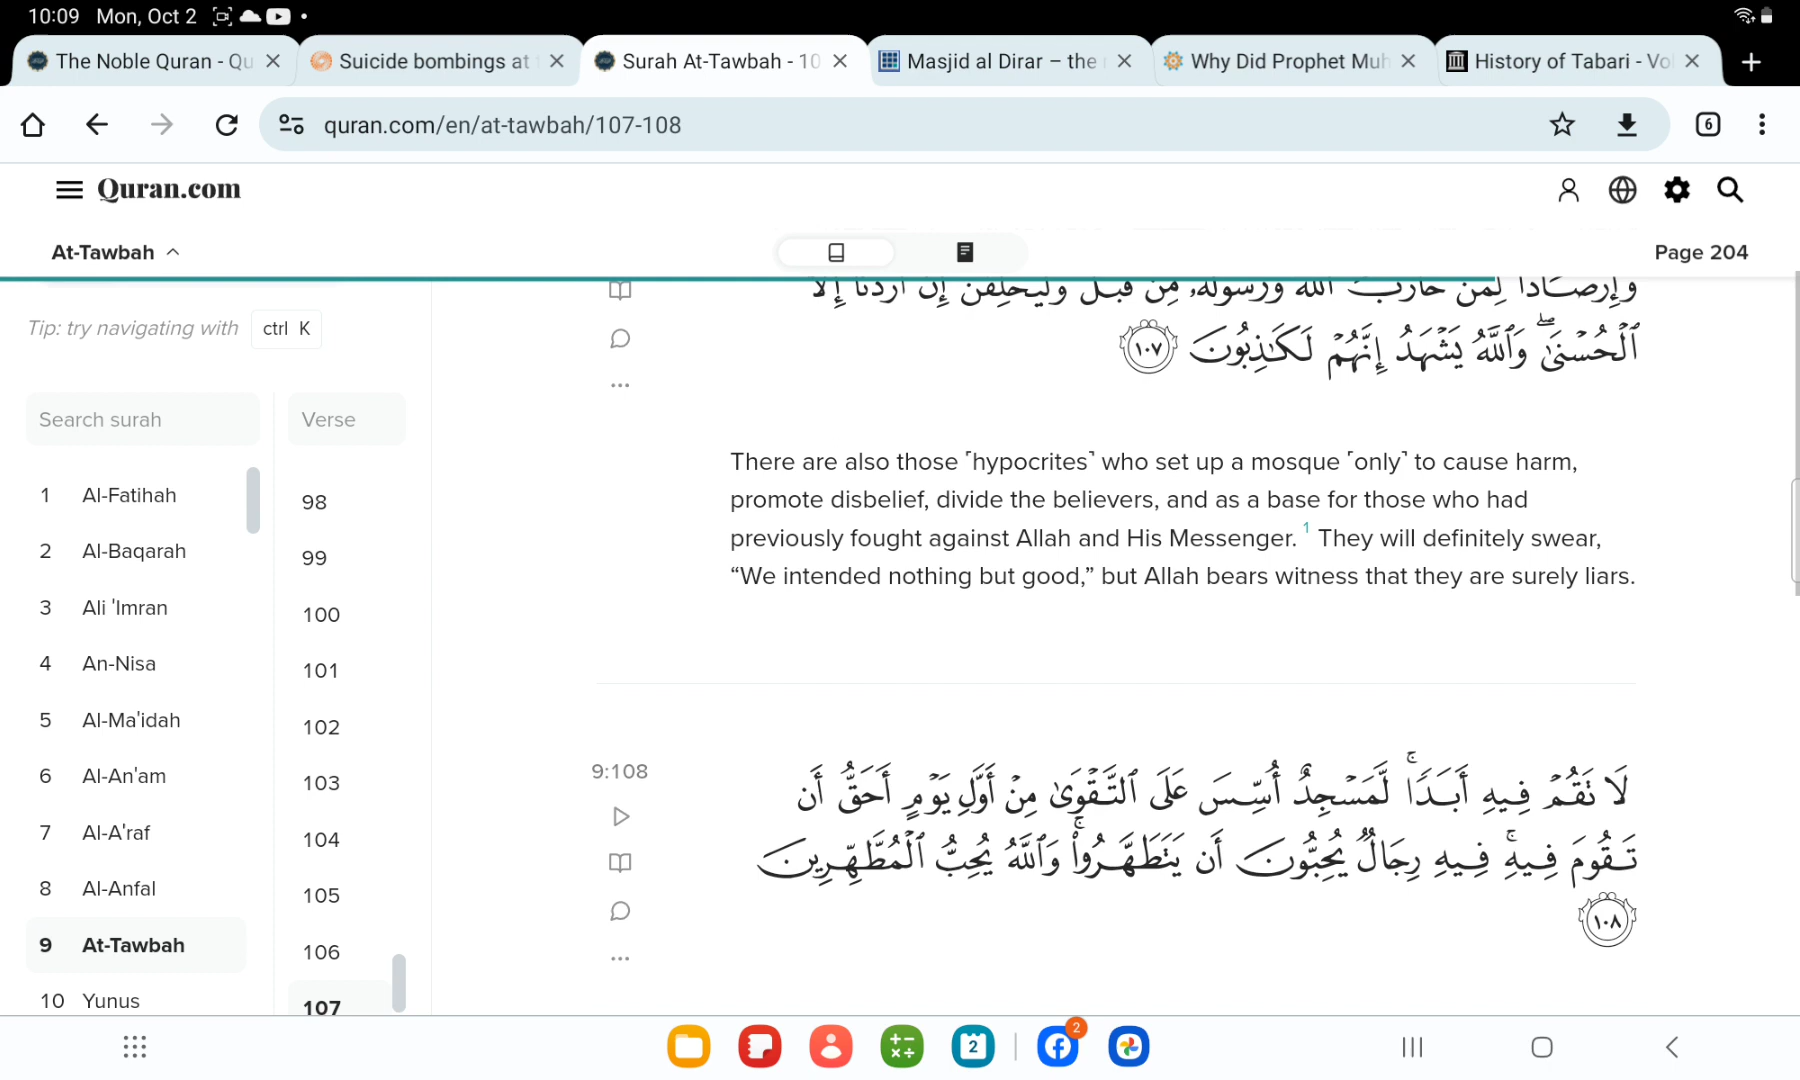 10:09 Mon, Oct 2
The Noble Quran - Qu
Suicide bombings at
Surah At-Tawbah - 10
Masjid al Dirar – the
Why Did Prophet Muh
History of Tabari - Vol
quran.com/en/at-tawbah/107-108
6
Quran.com
At-Tawbah
Page 204
Tip: try navigating with ctrl K
Search surah
Verse
1 Al-Fatihah
2 Al-Baqarah
3 Ali 'Imran
4 An-Nisa
5 Al-Ma'idah
6 Al-An'am
7 Al-A'raf
8 Al-Anfal
9 At-Tawbah
10 Yunus
98
99
100
101
102
103
104
105
106
107
وَإِرْصَادًا لِّمَنْ حَارَبَ ٱللَّهَ وَرَسُولَهُۥ مِن قَبْلُ وَلَيَحْلِفُنَّ إِنْ أَرَدْنَآ إِلَّا
ٱلْحُسْنَىٰ ۖ وَٱللَّهُ يَشْهَدُ إِنَّهُمْ لَكَـٰذِبُونَ ١٠٧
There are also those ˹hypocrites˺ who set up a mosque ˹only˺ to cause harm,
promote disbelief, divide the believers, and as a base for those who had
previously fought against Allah and His Messenger. 1 They will definitely swear,
“We intended nothing but good,” but Allah bears witness that they are surely liars.
9:108
لَا تَقُمْ فِيهِ أَبَدًا ۚ لَّمَسْجِدٌ أُسِّسَ عَلَى ٱلتَّقْوَىٰ مِنْ أَوَّلِ يَوْمٍ أَحَقُّ أَن
تَقُومَ فِيهِ ۚ فِيهِ رِجَالٌ يُحِبُّونَ أَن يَتَطَهَّرُوا۟ ۚ وَٱللَّهُ يُحِبُّ ٱلْمُطَّهِّرِينَ
١٠٨
2
2